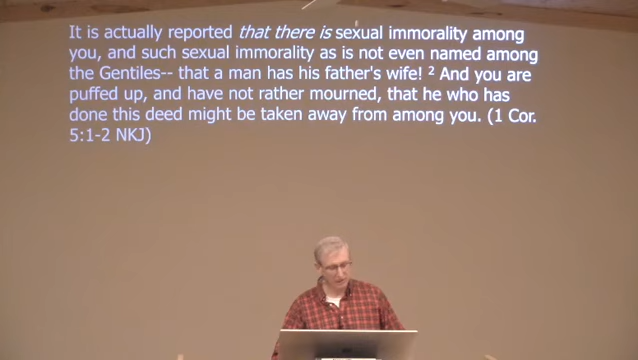 It is actually reported that there is sexual immorality among
you, and such sexual immorality as is not even named among
the Gentiles-- that a man has his father's wife! ² And you are
puffed up, and have not rather mourned, that he who has
done this deed might be taken away from among you. (1 Cor.
5:1-2 NKJ)